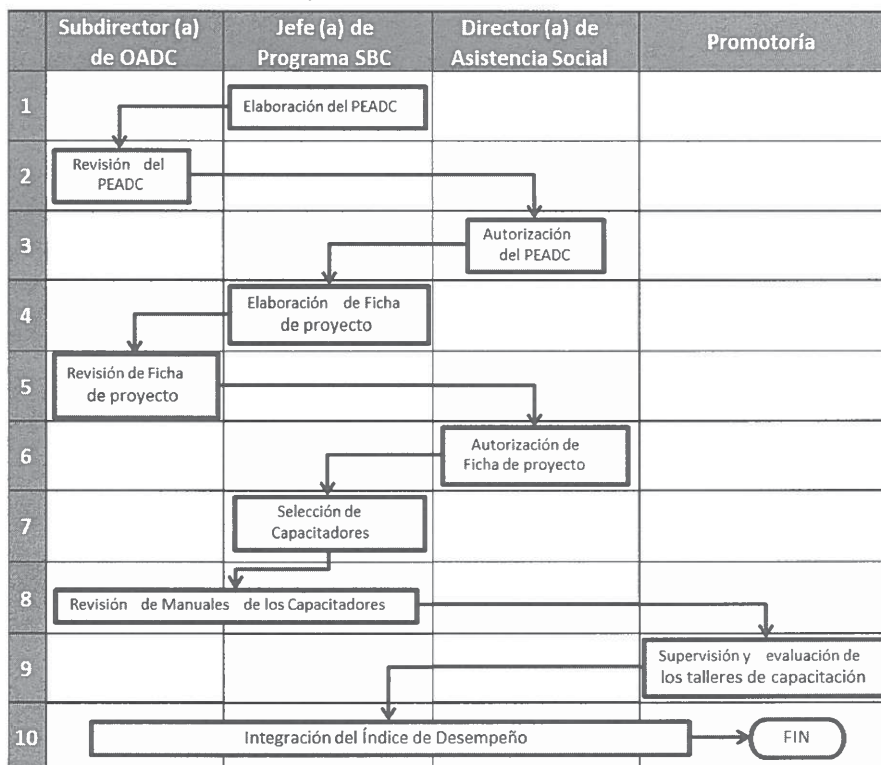 Subdirector (a)
de OADC
Jefe (a) de
Programa SBC
Director (a) de
Asistencia Social
Promotoría
1
Elaboración del PEADC
2
Revisión del
PEADC
3
Autorización
del PEADC
4
Elaboración de Ficha
de proyecto
5
Revisión de Ficha
de proyecto
6
Autorización de
Ficha de proyecto
7
Selección de
Capacitadores
8
Revisión de Manuales de los Capacitadores
9
Supervisión y evaluación de
los talleres de capacitación
10
Integración del Índice de Desempeño
FIN